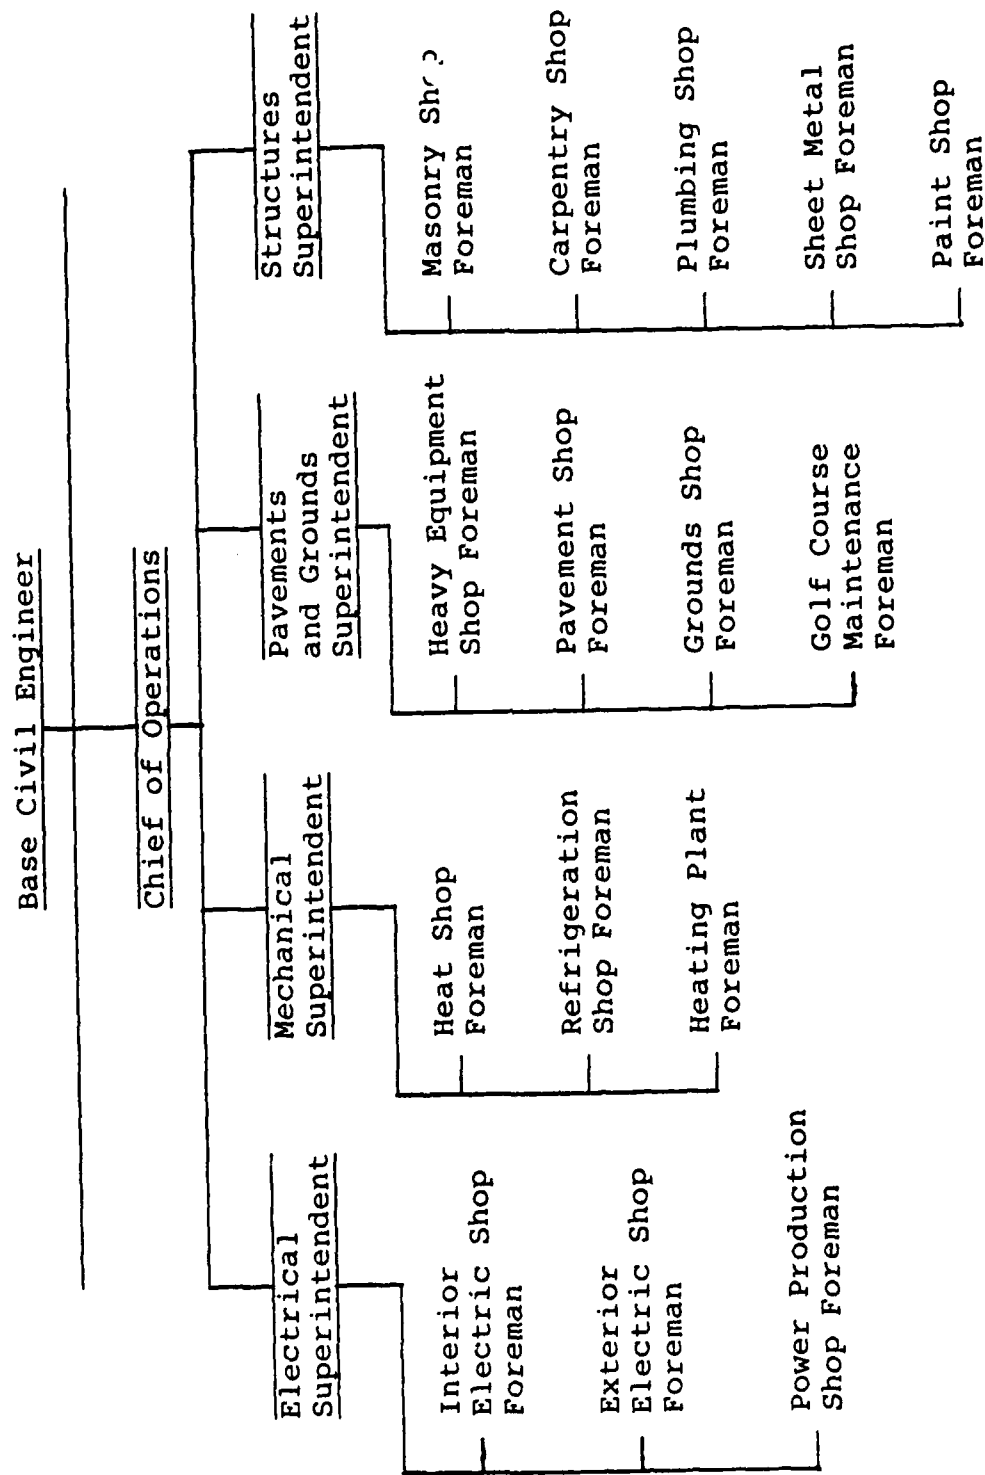 Base Civil Engineer
Chief of Operations
Electrical
Superintendent
Interior
Electric Shop
Foreman
Exterior
Electric Shop
Foreman
Power Production
Shop Foreman
Mechanical
Superintendent
Heat Shop
Foreman
Refrigeration
Shop Foreman
Heating Plant
Foreman
Pavements
and Grounds
Superintendent
Heavy Equipment
Shop Foreman
Pavement Shop
Foreman
Grounds Shop
Foreman
Golf Course
Maintenance
Foreman
Structures
Superintendent
Masonry
Foreman
Carpentry Shop
Foreman
Plumbing Shop
Foreman
Sheet Metal
Shop Foreman
Paint Shop
Foreman